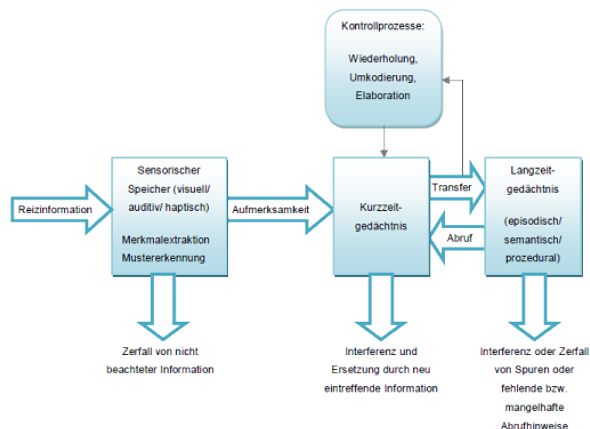 Kontrollprozesse:
Wiederholung,
Umkodierung,
Elaboration
Reizinformation
Sensorischer
Speicher (visuell/
auditiv/ haptisch)
Merkmalextraktion
Mustererkennung
Aufmerksamkeit
Kurzzeit-
gedächtnis
Transfer
Abruf
Langzeit-
gedächtnis
(episodisch/
semantisch/
prozedural)
Zerfall von nicht
beachteter Information
Interferenz und
Ersetzung durch neu
eintreffende Information
Interferenz oder Zerfall
von Spuren oder
fehlende bzw.
mangelhafte
Abrufhinweise